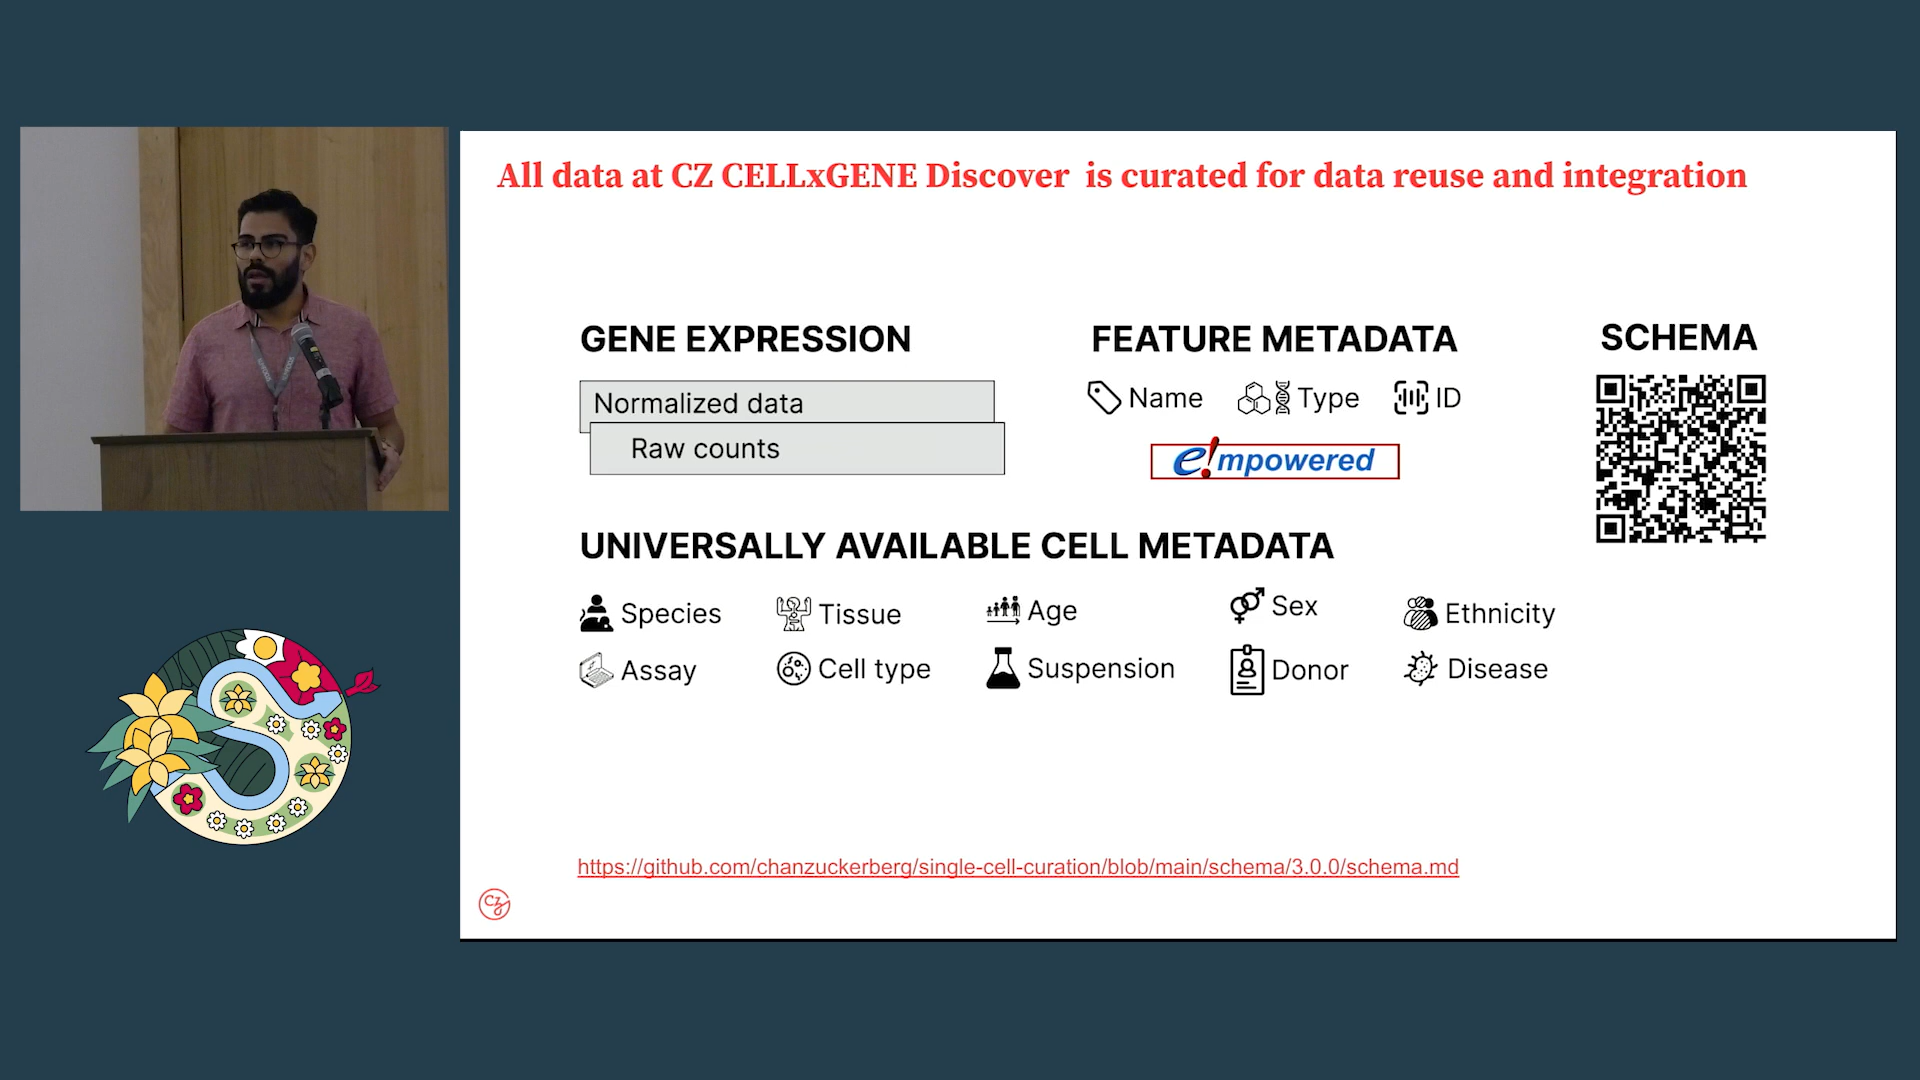 All data at CZ CELLxGENE Discover is curated for data reuse and integration
GENE EXPRESSION
Normalized data
Raw counts
FEATURE METADATA
Name Type ID
e!mpowered
SCHEMA
UNIVERSALLY AVAILABLE CELL METADATA
Species Tissue Age Sex Ethnicity
Assay Cell type Suspension Donor Disease
https://github.com/chanzuckerberg/single-cell-curation/blob/main/schema/3.0.0/schema.md
CZ